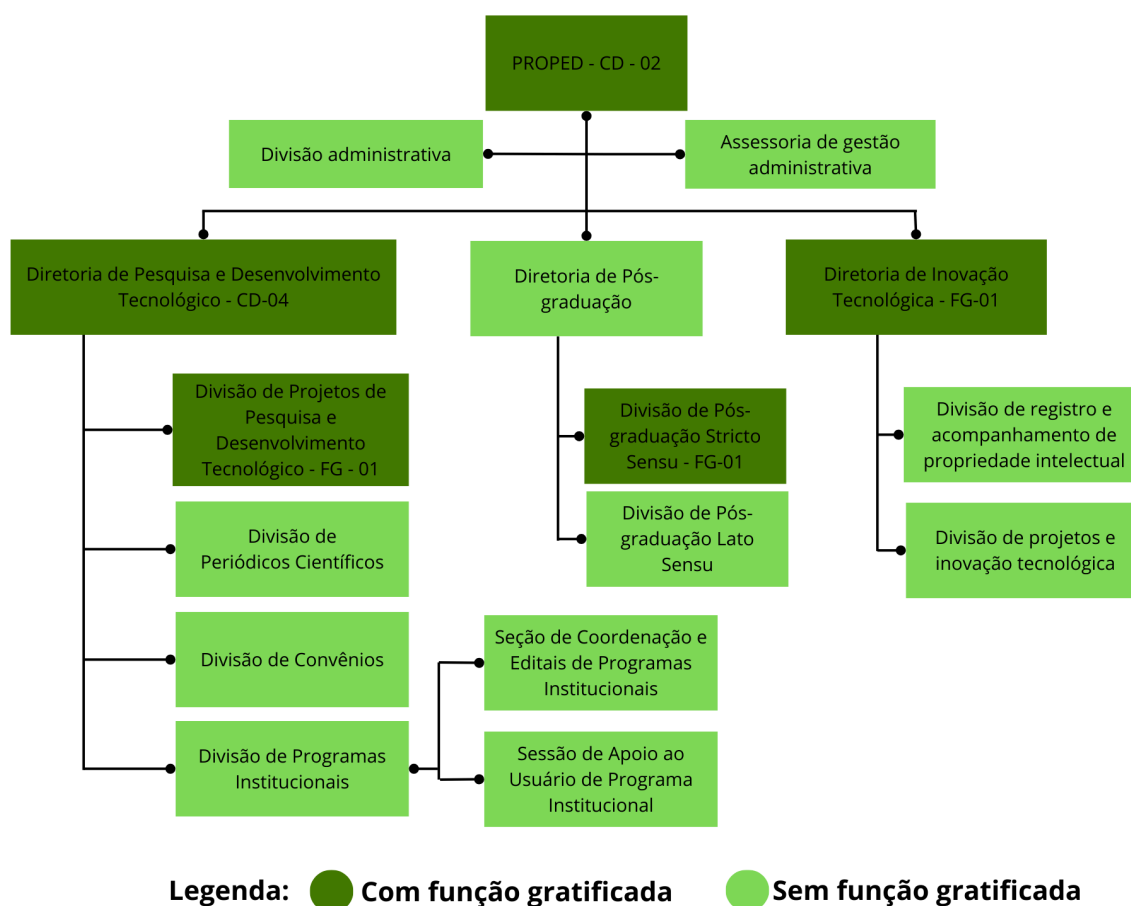 PROPED - CD - 02
Divisão administrativa
Assessoria de gestão
administrativa
Diretoria de Pesquisa e Desenvolvimento
Tecnológico - CD-04
Diretoria de Pós-
graduação
Diretoria de Inovação
Tecnológica - FG-01
Divisão de Projetos de
Pesquisa e
Desenvolvimento
Tecnológico - FG - 01
Divisão de
Periódicos Científicos
Divisão de Convênios
Divisão de Programas
Institucionais
Seção de Coordenação e
Editais de Programas
Institucionais
Sessão de Apoio ao
Usuário de Programa
Institucional
Divisão de Pós-
graduação Stricto
Sensu - FG-01
Divisão de Pós-
graduação Lato
Sensu
Divisão de registro e
acompanhamento de
propriedade intelectual
Divisão de projetos e
inovação tecnológica
Legenda: Com função gratificada Sem função gratificada